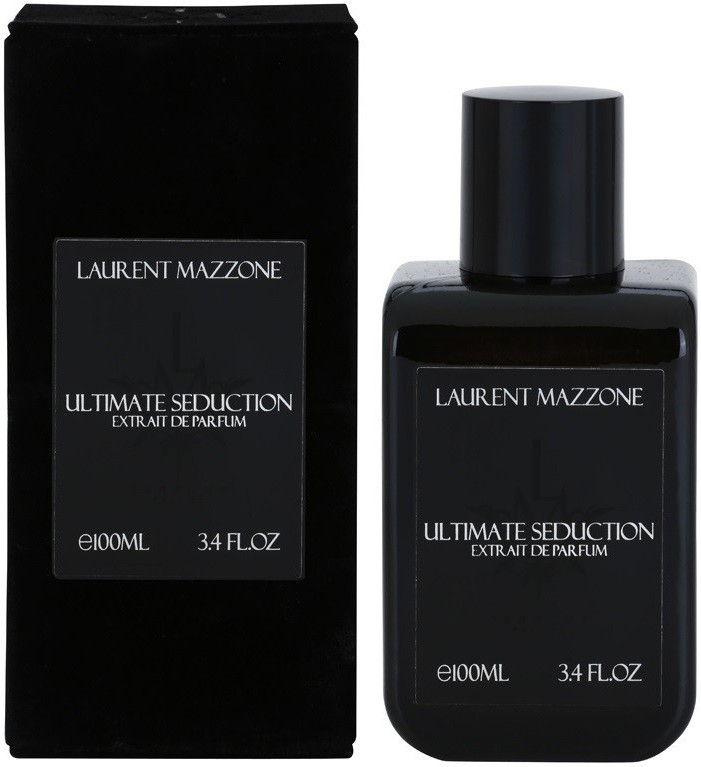 LAURENT MAZZONE
ULTIMATE SEDUCTION
EXTRAIT DE PARFUM
℮100ML 3.4 FL.OZ
LAURENT MAZZONE
ULTIMATE SEDUCTION
EXTRAIT DE PARFUM
℮100ML 3.4 FL.OZ